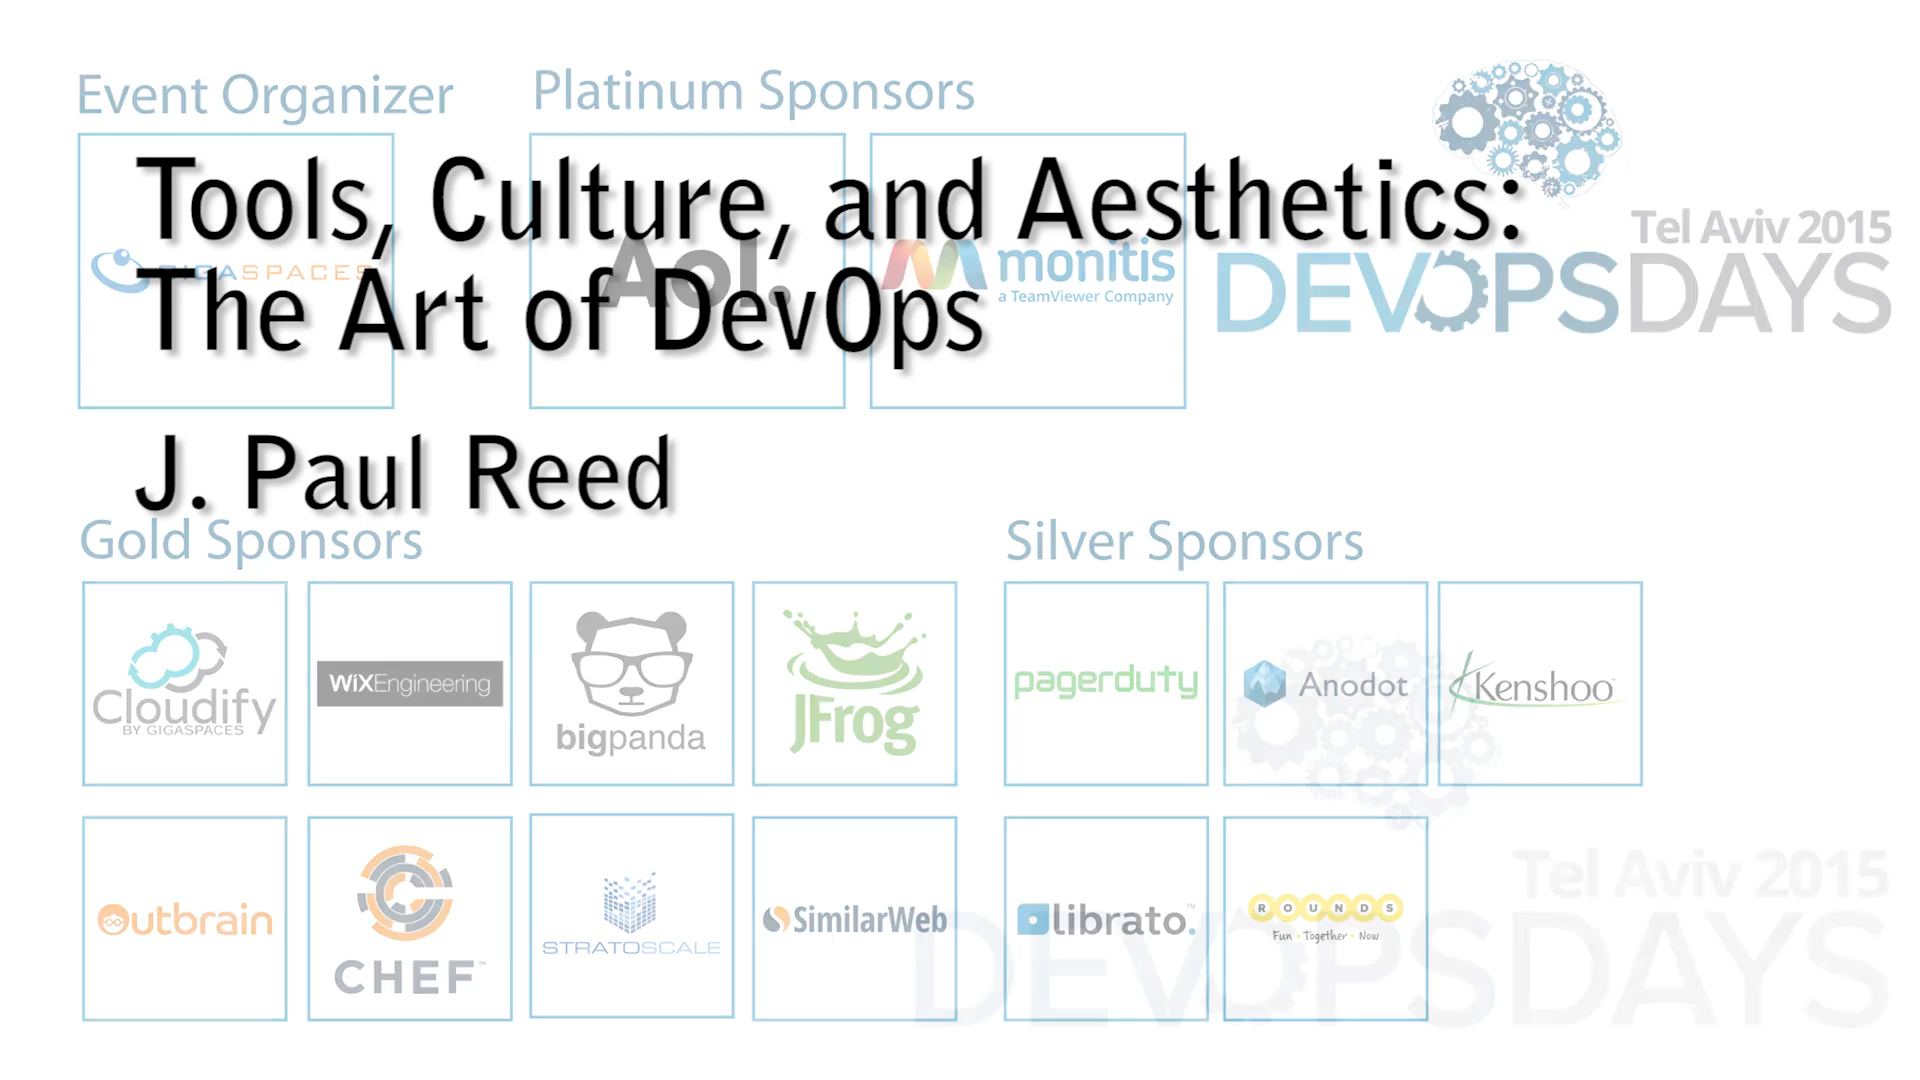 Event Organizer
Platinum Sponsors
Tools, Culture, and Aesthetics:
The Art of DevOps
GIGASPACES
Aol.
monitis
a TeamViewer Company
Tel Aviv 2015
DEVOPSDAYS
J. Paul Reed
Gold Sponsors
Silver Sponsors
Cloudify
BY GIGASPACES
WiXEngineering
bigpanda
JFrog
pagerduty
Anodot
Kenshoo
Outbrain
CHEF™
STRATOSCALE
SimilarWeb
librato.™
ROUNDS
Fun · Together · Now
Tel Aviv 2015
DEVOPSDAYS